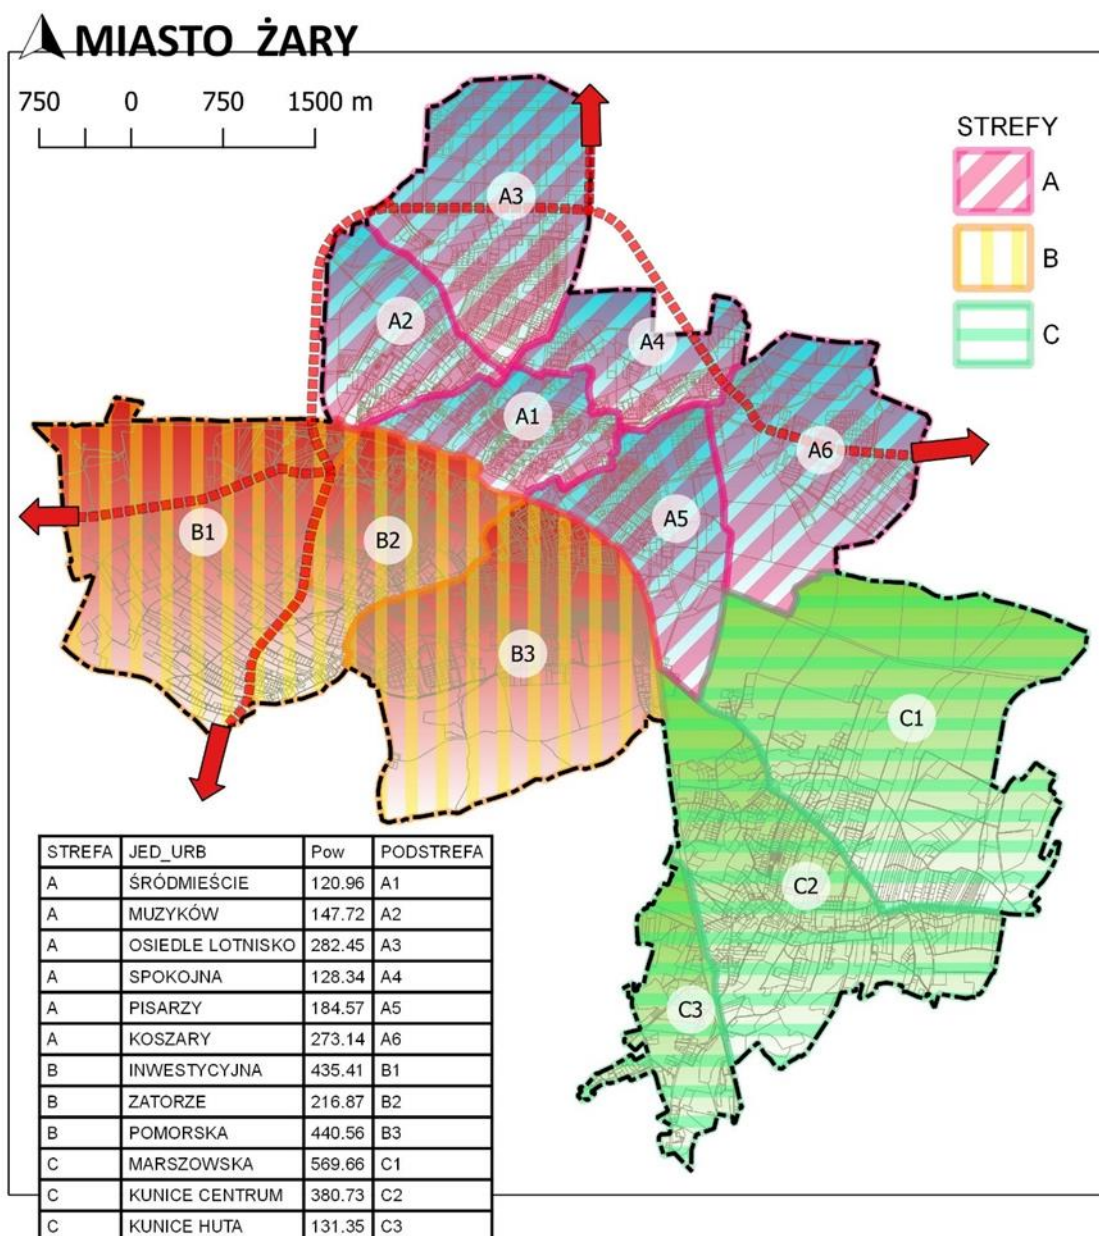 MIASTO ŻARY
750 0 750 1500 m
STREFY
A
B
C
A3
A2
A4
A1
A6
A5
B1
B2
B3
C1
C2
C3
STREFA JED_URB Pow PODSTREFA
A ŚRÓDMIEŚCIE 120.96 A1
A MUZYKÓW 147.72 A2
A OSIEDLE LOTNISKO 282.45 A3
A SPOKOJNA 128.34 A4
A PISARZY 184.57 A5
A KOSZARY 273.14 A6
B INWESTYCYJNA 435.41 B1
B ZATORZE 216.87 B2
B POMORSKA 440.56 B3
C MARSZOWSKA 569.66 C1
C KUNICE CENTRUM 380.73 C2
C KUNICE HUTA 131.35 C3